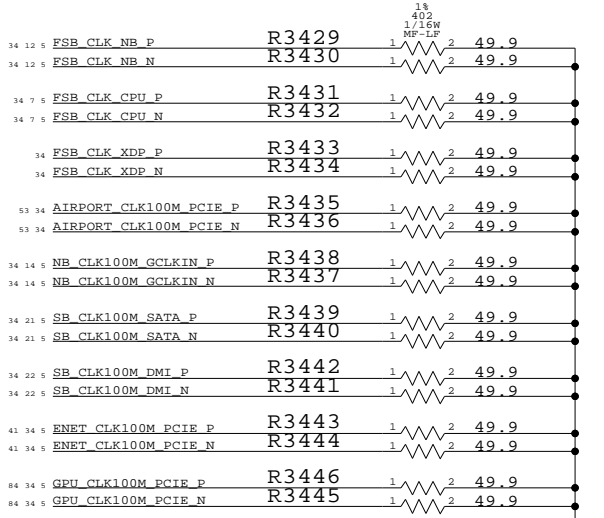 1%
402
1/16W
MF-LF
34 12 5 FSB_CLK_NB_P R3429 1 2 49.9
34 12 5 FSB_CLK_NB_N R3430 1 2 49.9
34 7 5 FSB_CLK_CPU_P R3431 1 2 49.9
34 7 5 FSB_CLK_CPU_N R3432 1 2 49.9
34 FSB_CLK_XDP_P R3433 1 2 49.9
34 FSB_CLK_XDP_N R3434 1 2 49.9
53 34 AIRPORT_CLK100M_PCIE_P R3435 1 2 49.9
53 34 AIRPORT_CLK100M_PCIE_N R3436 1 2 49.9
34 14 5 NB_CLK100M_GCLKIN_P R3438 1 2 49.9
34 14 5 NB_CLK100M_GCLKIN_N R3437 1 2 49.9
34 21 5 SB_CLK100M_SATA_P R3439 1 2 49.9
34 21 5 SB_CLK100M_SATA_N R3440 1 2 49.9
34 22 5 SB_CLK100M_DMI_P R3442 1 2 49.9
34 22 5 SB_CLK100M_DMI_N R3441 1 2 49.9
41 34 5 ENET_CLK100M_PCIE_P R3443 1 2 49.9
41 34 5 ENET_CLK100M_PCIE_N R3444 1 2 49.9
84 34 5 GPU_CLK100M_PCIE_P R3446 1 2 49.9
84 34 5 GPU_CLK100M_PCIE_N R3445 1 2 49.9